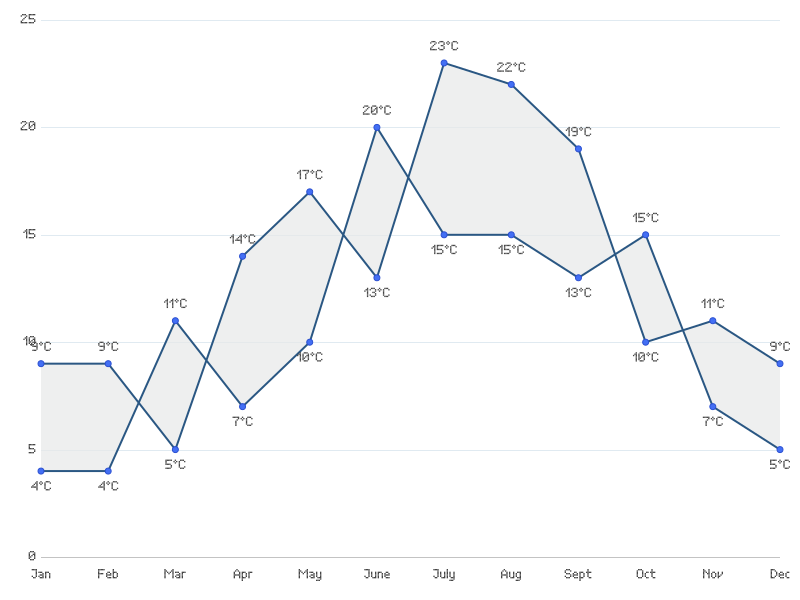 25
23°C
22°C
20°C
20
19°C
17°C
15°C
14°C
15
15°C
15°C
13°C
13°C
11°C
11°C
10
9°C
9°C
9°C
10°C
10°C
7°C
7°C
5
5°C
5°C
4°C
4°C
0
Jan Feb Mar Apr May June July Aug Sept Oct Nov Dec